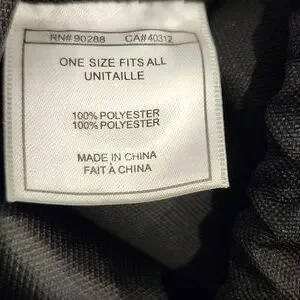 RN# 90288 CA# 40312
ONE SIZE FITS ALL
UNITAILLE
100% POLYESTER
100% POLYESTER
MADE IN CHINA
FAIT À CHINA